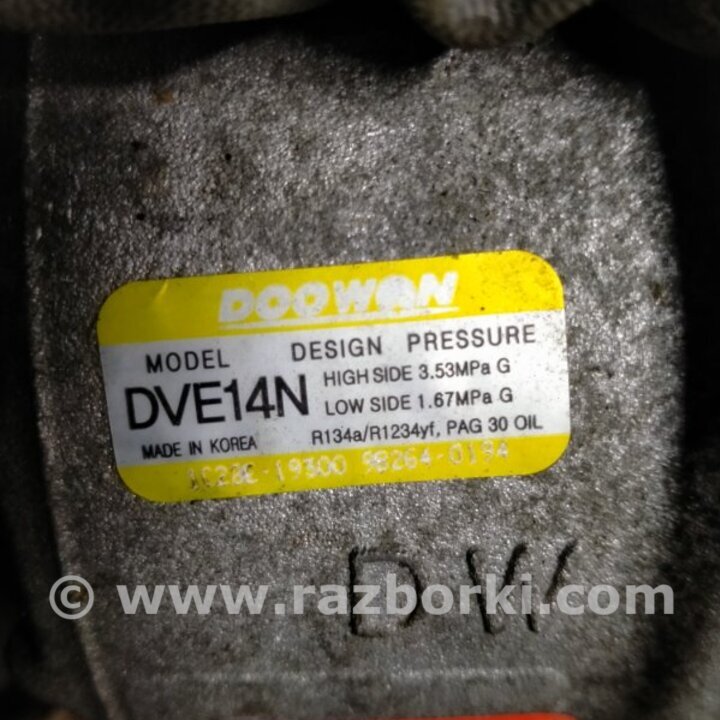 DOOWON
MODEL
DVE14N
MADE IN KOREA
DESIGN PRESSURE
HIGH SIDE 3.53MPa G
LOW SIDE 1.67MPa G
R134a/R1234yf, PAG 30 OIL
DW
© www.razborki.com